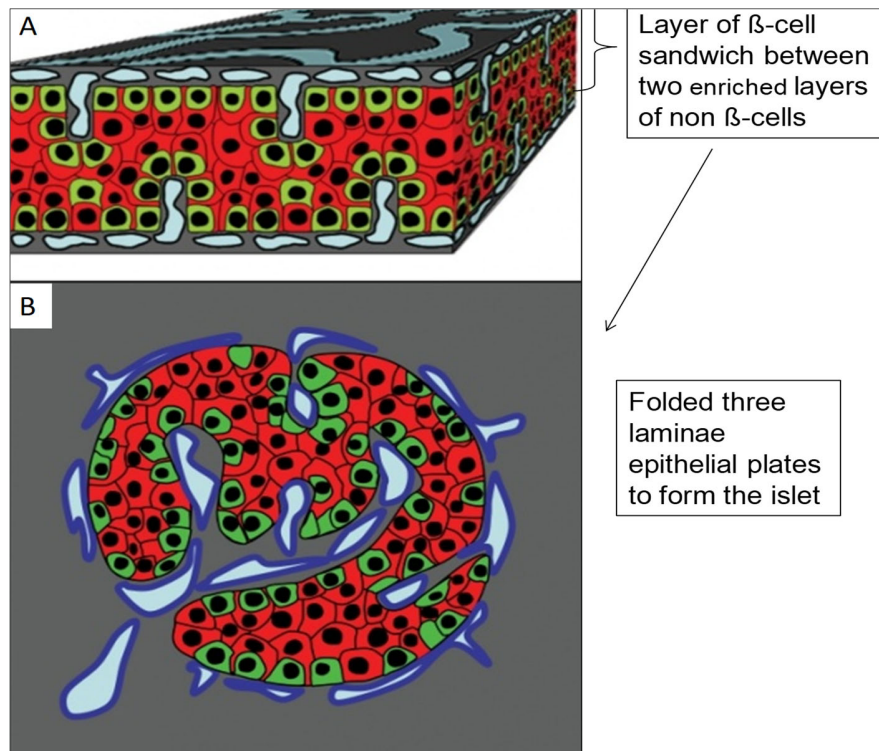 A
Layer of ß-cell
sandwich between
two enriched layers
of non ß-cells
B
Folded three
laminae
epithelial plates
to form the islet